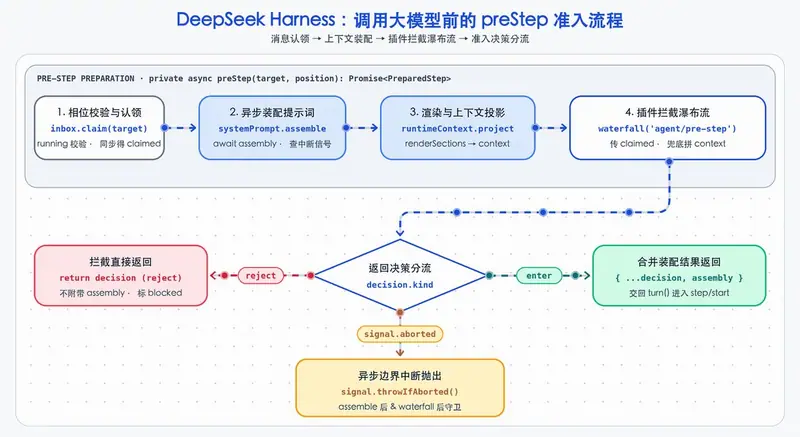 DeepSeek Harness：调用大模型前的 preStep 准入流程
消息认领 → 上下文装配 → 插件拦截瀑布流 → 准入决策分流
PRE-STEP PREPARATION · private async preStep(target, position): Promise<PreparedStep>
1. 相位校验与认领
inbox.claim(target)
running 校验 · 同步得 claimed
2. 异步装配提示词
systemPrompt.assemble
await assembly · 查中断信号
3. 渲染与上下文投影
runtimeContext.project
renderSections → context
4. 插件拦截瀑布流
waterfall('agent/pre-step')
传 claimed · 兜底拼 context
拦截直接返回
return decision (reject)
不附带 assembly · 标 blocked
reject
返回决策分流
decision.kind
enter
合并装配结果返回
{ ...decision, assembly }
交回 turn() 进入 step/start
signal.aborted
异步边界中断抛出
signal.throwIfAborted()
assemble 后 & waterfall 后守卫